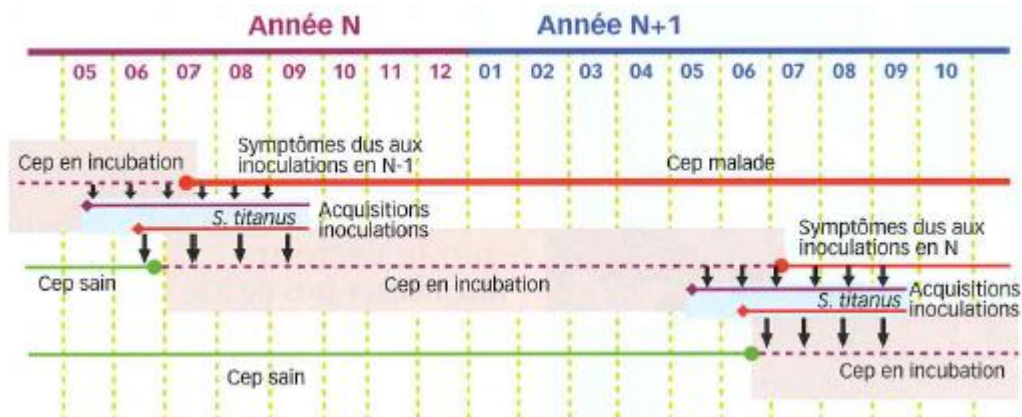 Année N
Année N+1
05 06 07 08 09 10 11 12 01 02 03 04 05 06 07 08 09 10
Cep en incubation
Symptômes dus aux
inoculations en N-1
Cep malade
S. titanus
Acquisitions
inoculations
Cep sain
Cep en incubation
Symptômes dus aux
inoculations en N
S. titanus
Acquisitions
inoculations
Cep sain
Cep en incubation